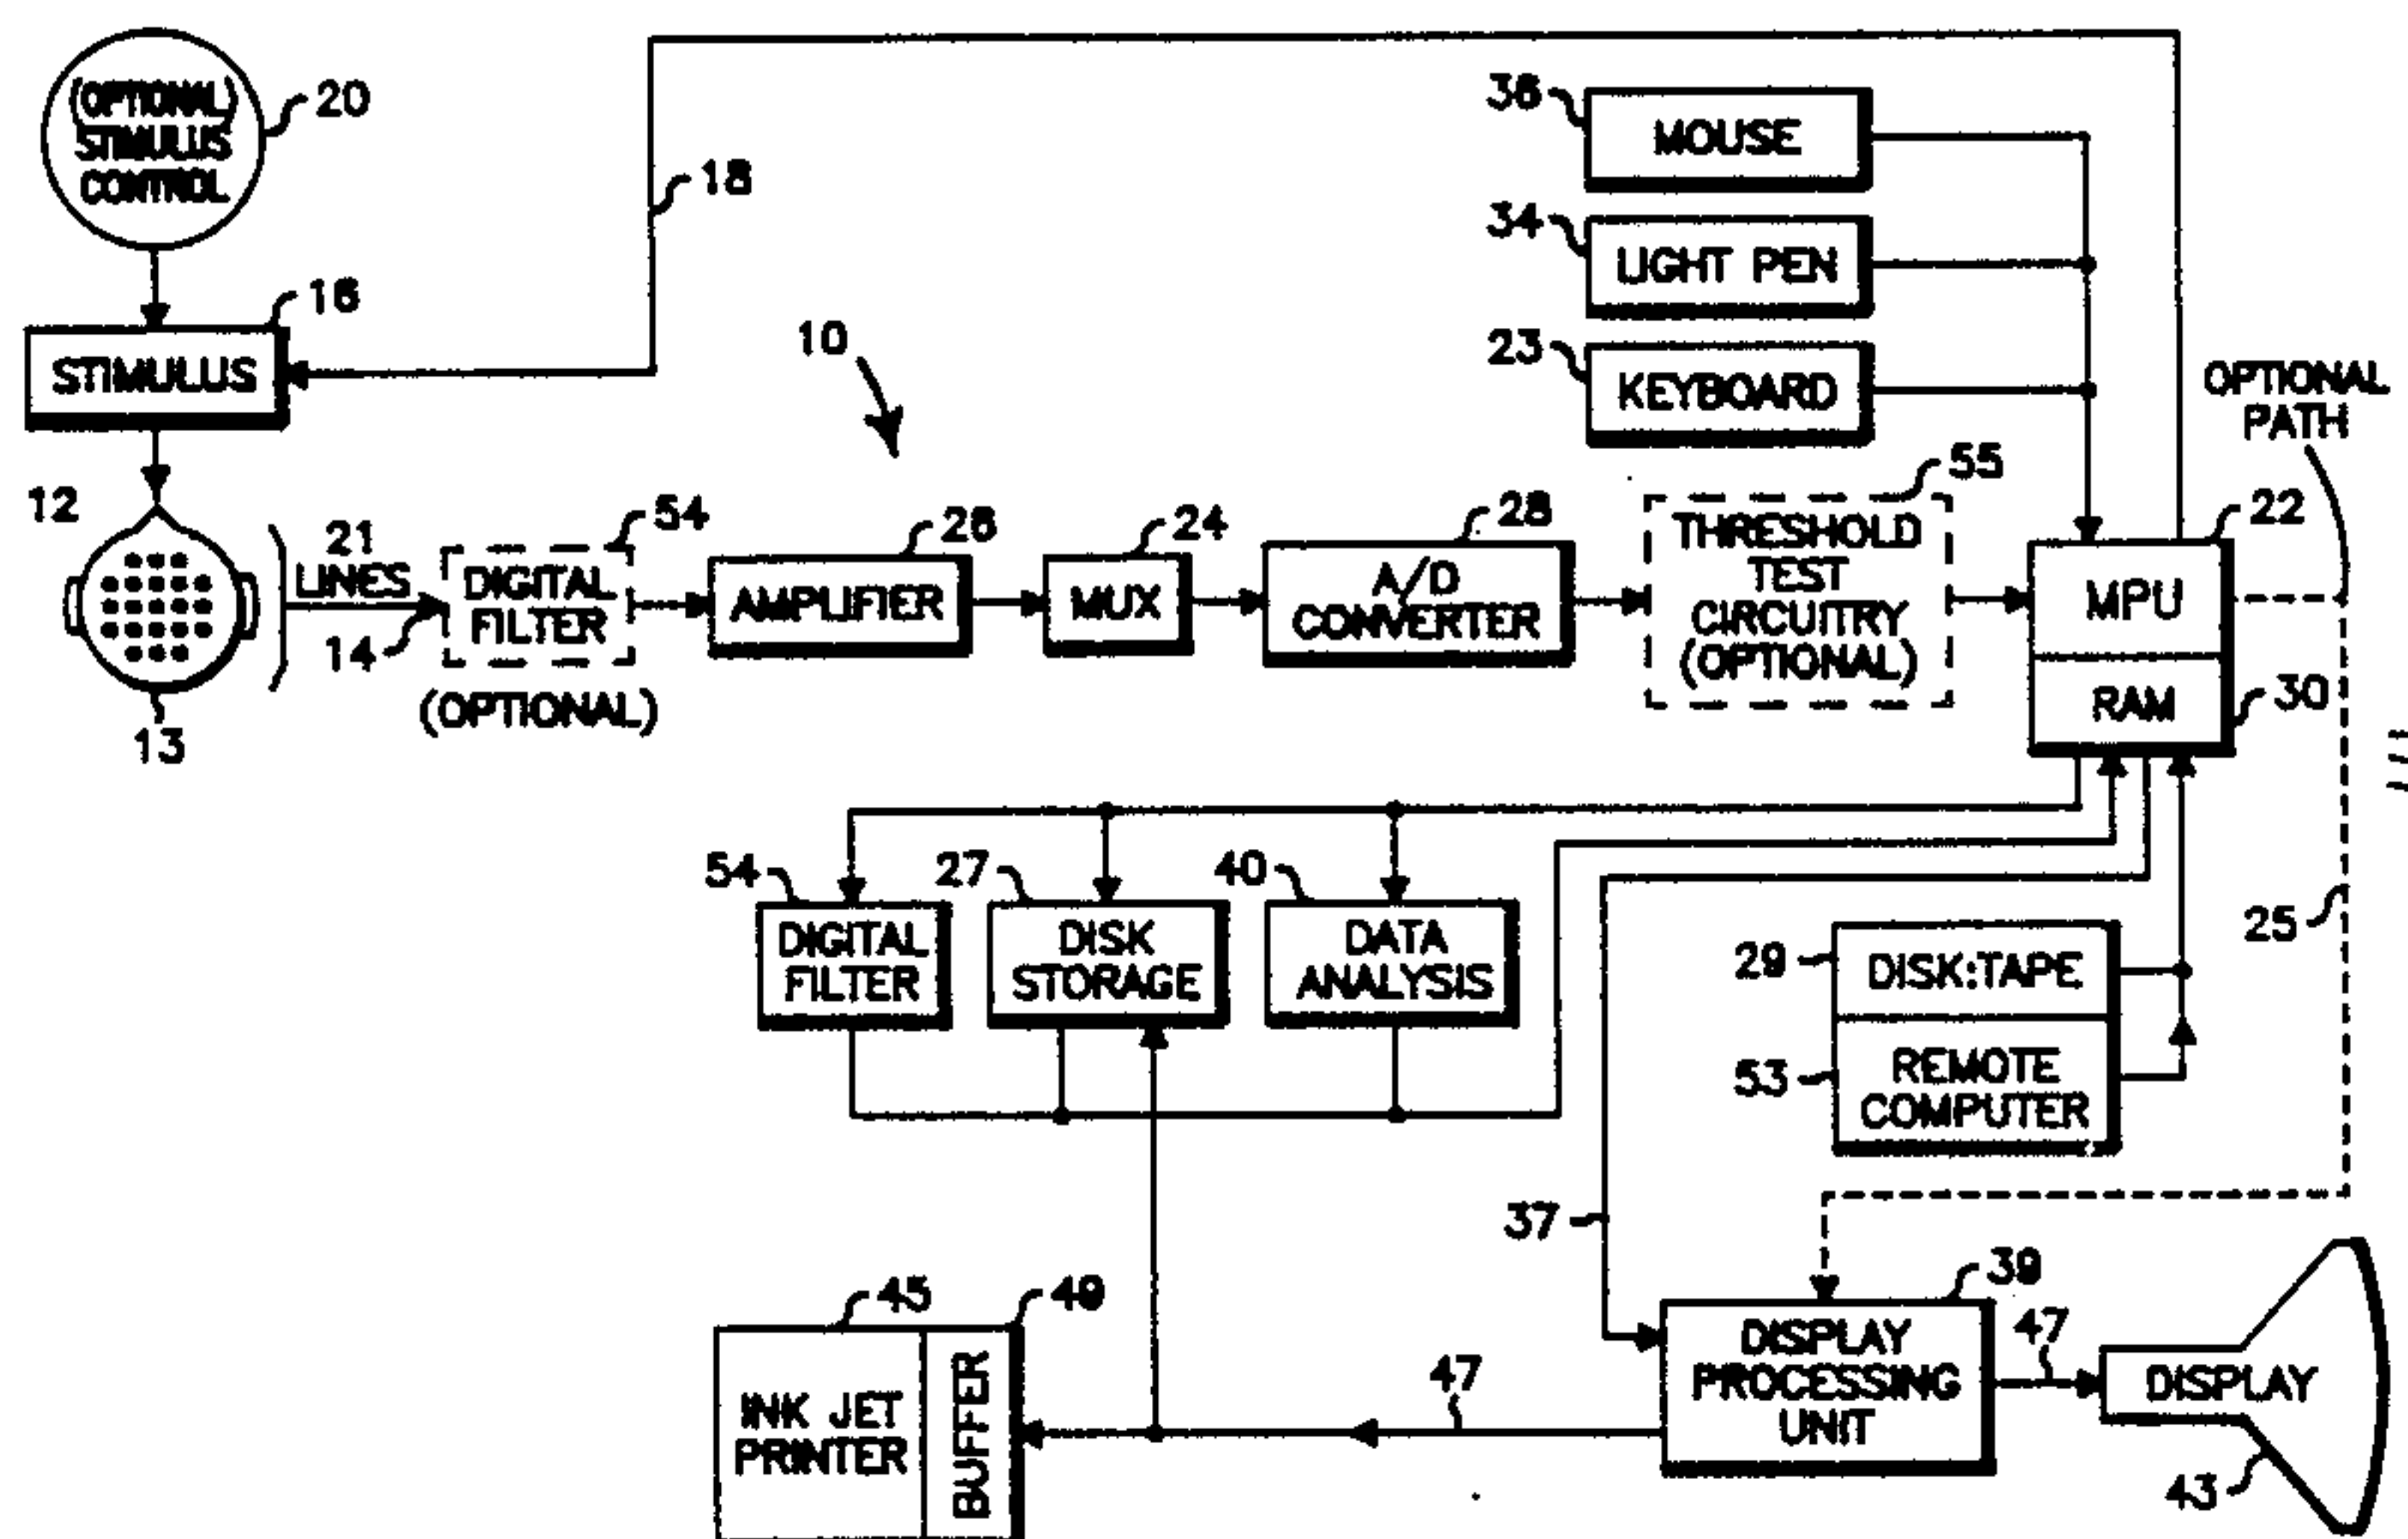 (OPTIONAL)
STIMULUS
CONTROL
20
18
16
STIMULUS
10
36
MOUSE
34
LIGHT PEN
23
KEYBOARD
OPTIONAL
PATH
12
13
21
LINES
14
54
DIGITAL
FILTER
(OPTIONAL)
26
AMPLIFIER
24
MUX
28
A/D
CONVERTER
55
THRESHOLD
TEST
CIRCUITRY
(OPTIONAL)
22
MPU
RAM
30
54
DIGITAL
FILTER
27
DISK
STORAGE
40
DATA
ANALYSIS
29
DISK:TAPE
53
REMOTE
COMPUTER
25
37
45
INK JET
PRINTER
49
BUFFER
47
39
DISPLAY
PROCESSING
UNIT
47
DISPLAY
43